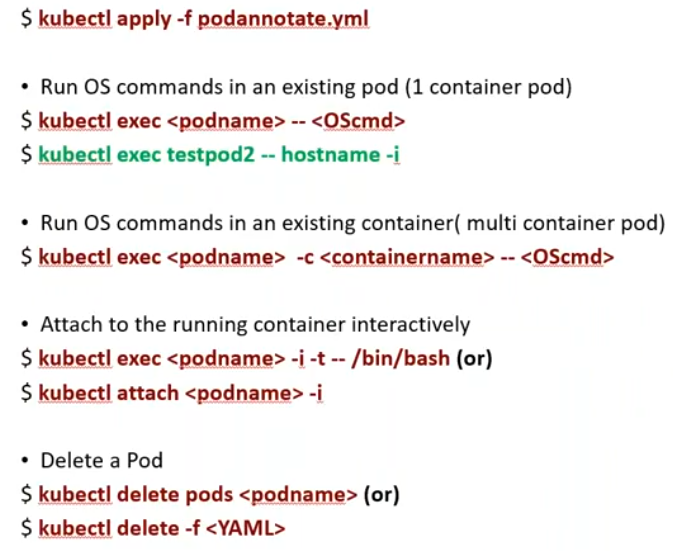 $ kubectl apply -f podannotate.yml
• Run OS commands in an existing pod (1 container pod)
$ kubectl exec <podname> -- <OScmd>
$ kubectl exec testpod2 -- hostname -i
• Run OS commands in an existing container( multi container pod)
$ kubectl exec <podname>  -c <containername> -- <OScmd>
• Attach to the running container interactively
$ kubectl exec <podname> -i -t -- /bin/bash (or)
$ kubectl attach <podname> -i
• Delete a Pod
$ kubectl delete pods <podname> (or)
$ kubectl delete -f <YAML>